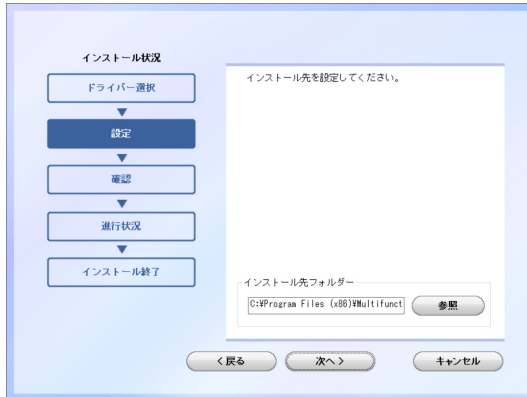 インストール状況
ドライバー選択
設定
確認
進行状況
インストール終了
インストール先を設定してください。
インストール先フォルダー
C:¥Program Files (x86)¥Multifunct
参照
< 戻る
次へ >
キャンセル